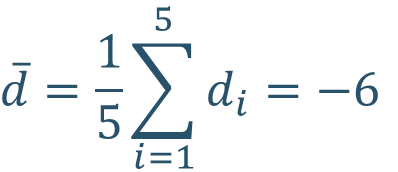 d̄ = 1/5 ∑_{i=1}^{5} d_i = −6